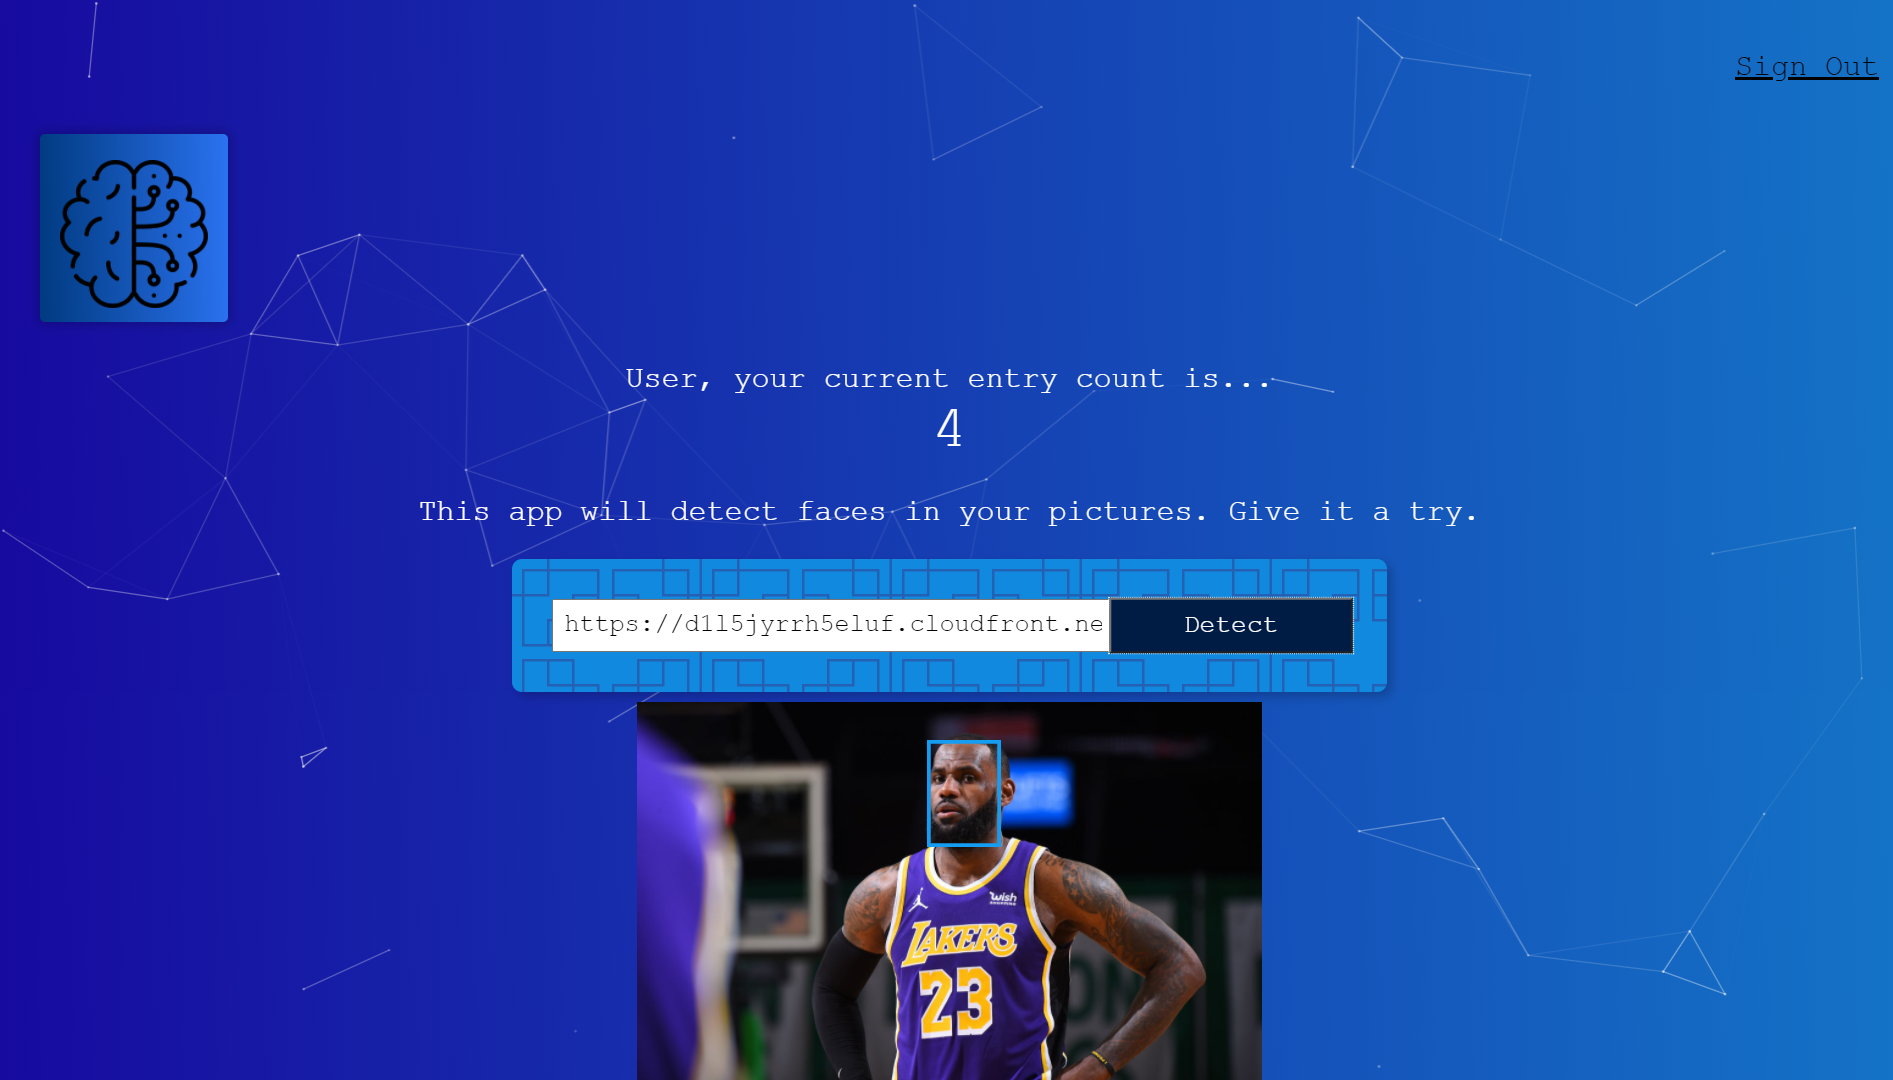 Sign Out
User, your current entry count is...
4
This app will detect faces in your pictures. Give it a try.
https://d1l5jyrrh5eluf.cloudfront.ne
Detect
wish
LAKERS
23